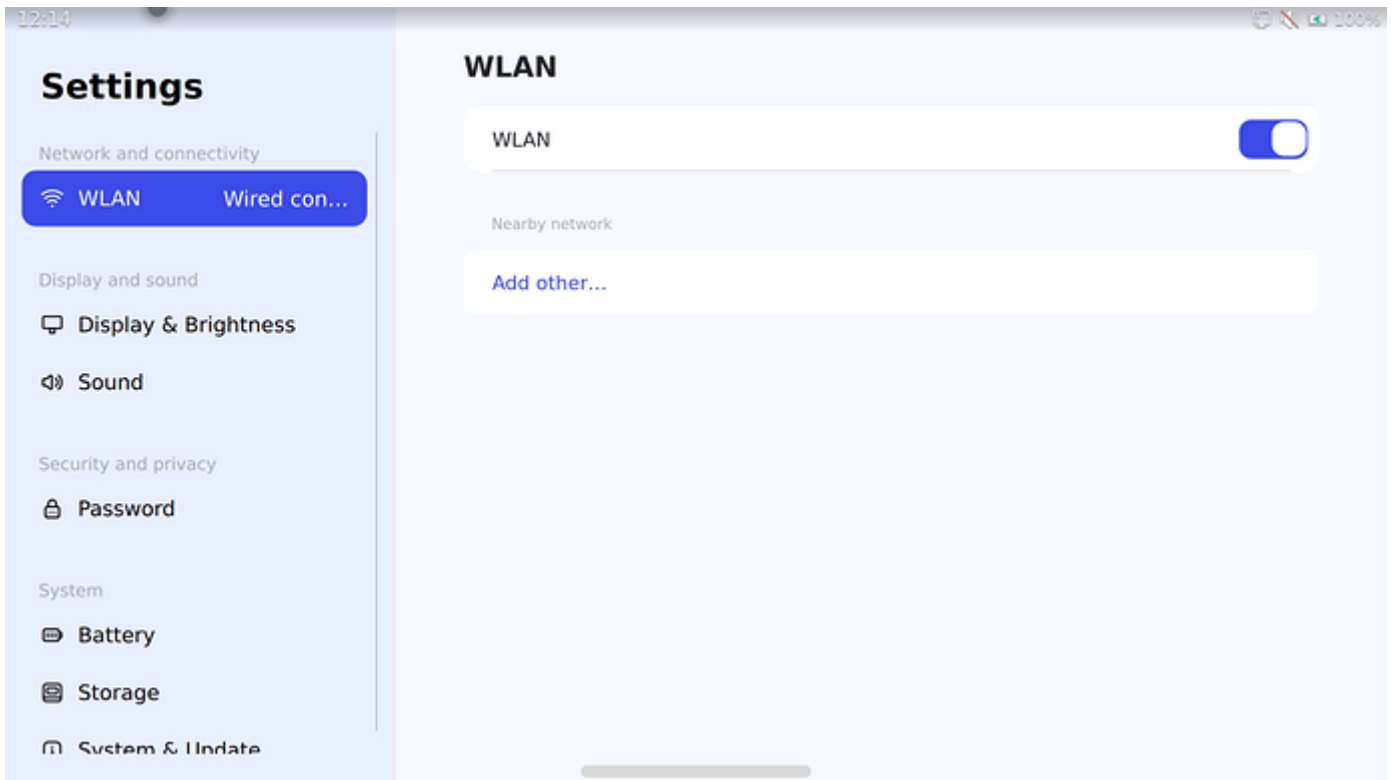 12:14
100%
Settings
Network and connectivity
WLAN Wired con...
Display and sound
Display & Brightness
Sound
Security and privacy
Password
System
Battery
Storage
System & Update
WLAN
WLAN
Nearby network
Add other...